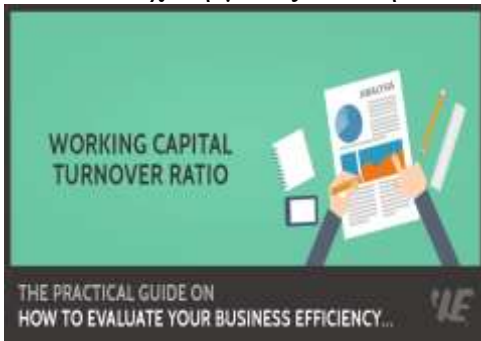 WORKING CAPITAL
TURNOVER RATIO
ANALYSIS
THE PRACTICAL GUIDE ON
HOW TO EVALUATE YOUR BUSINESS EFFICIENCY...